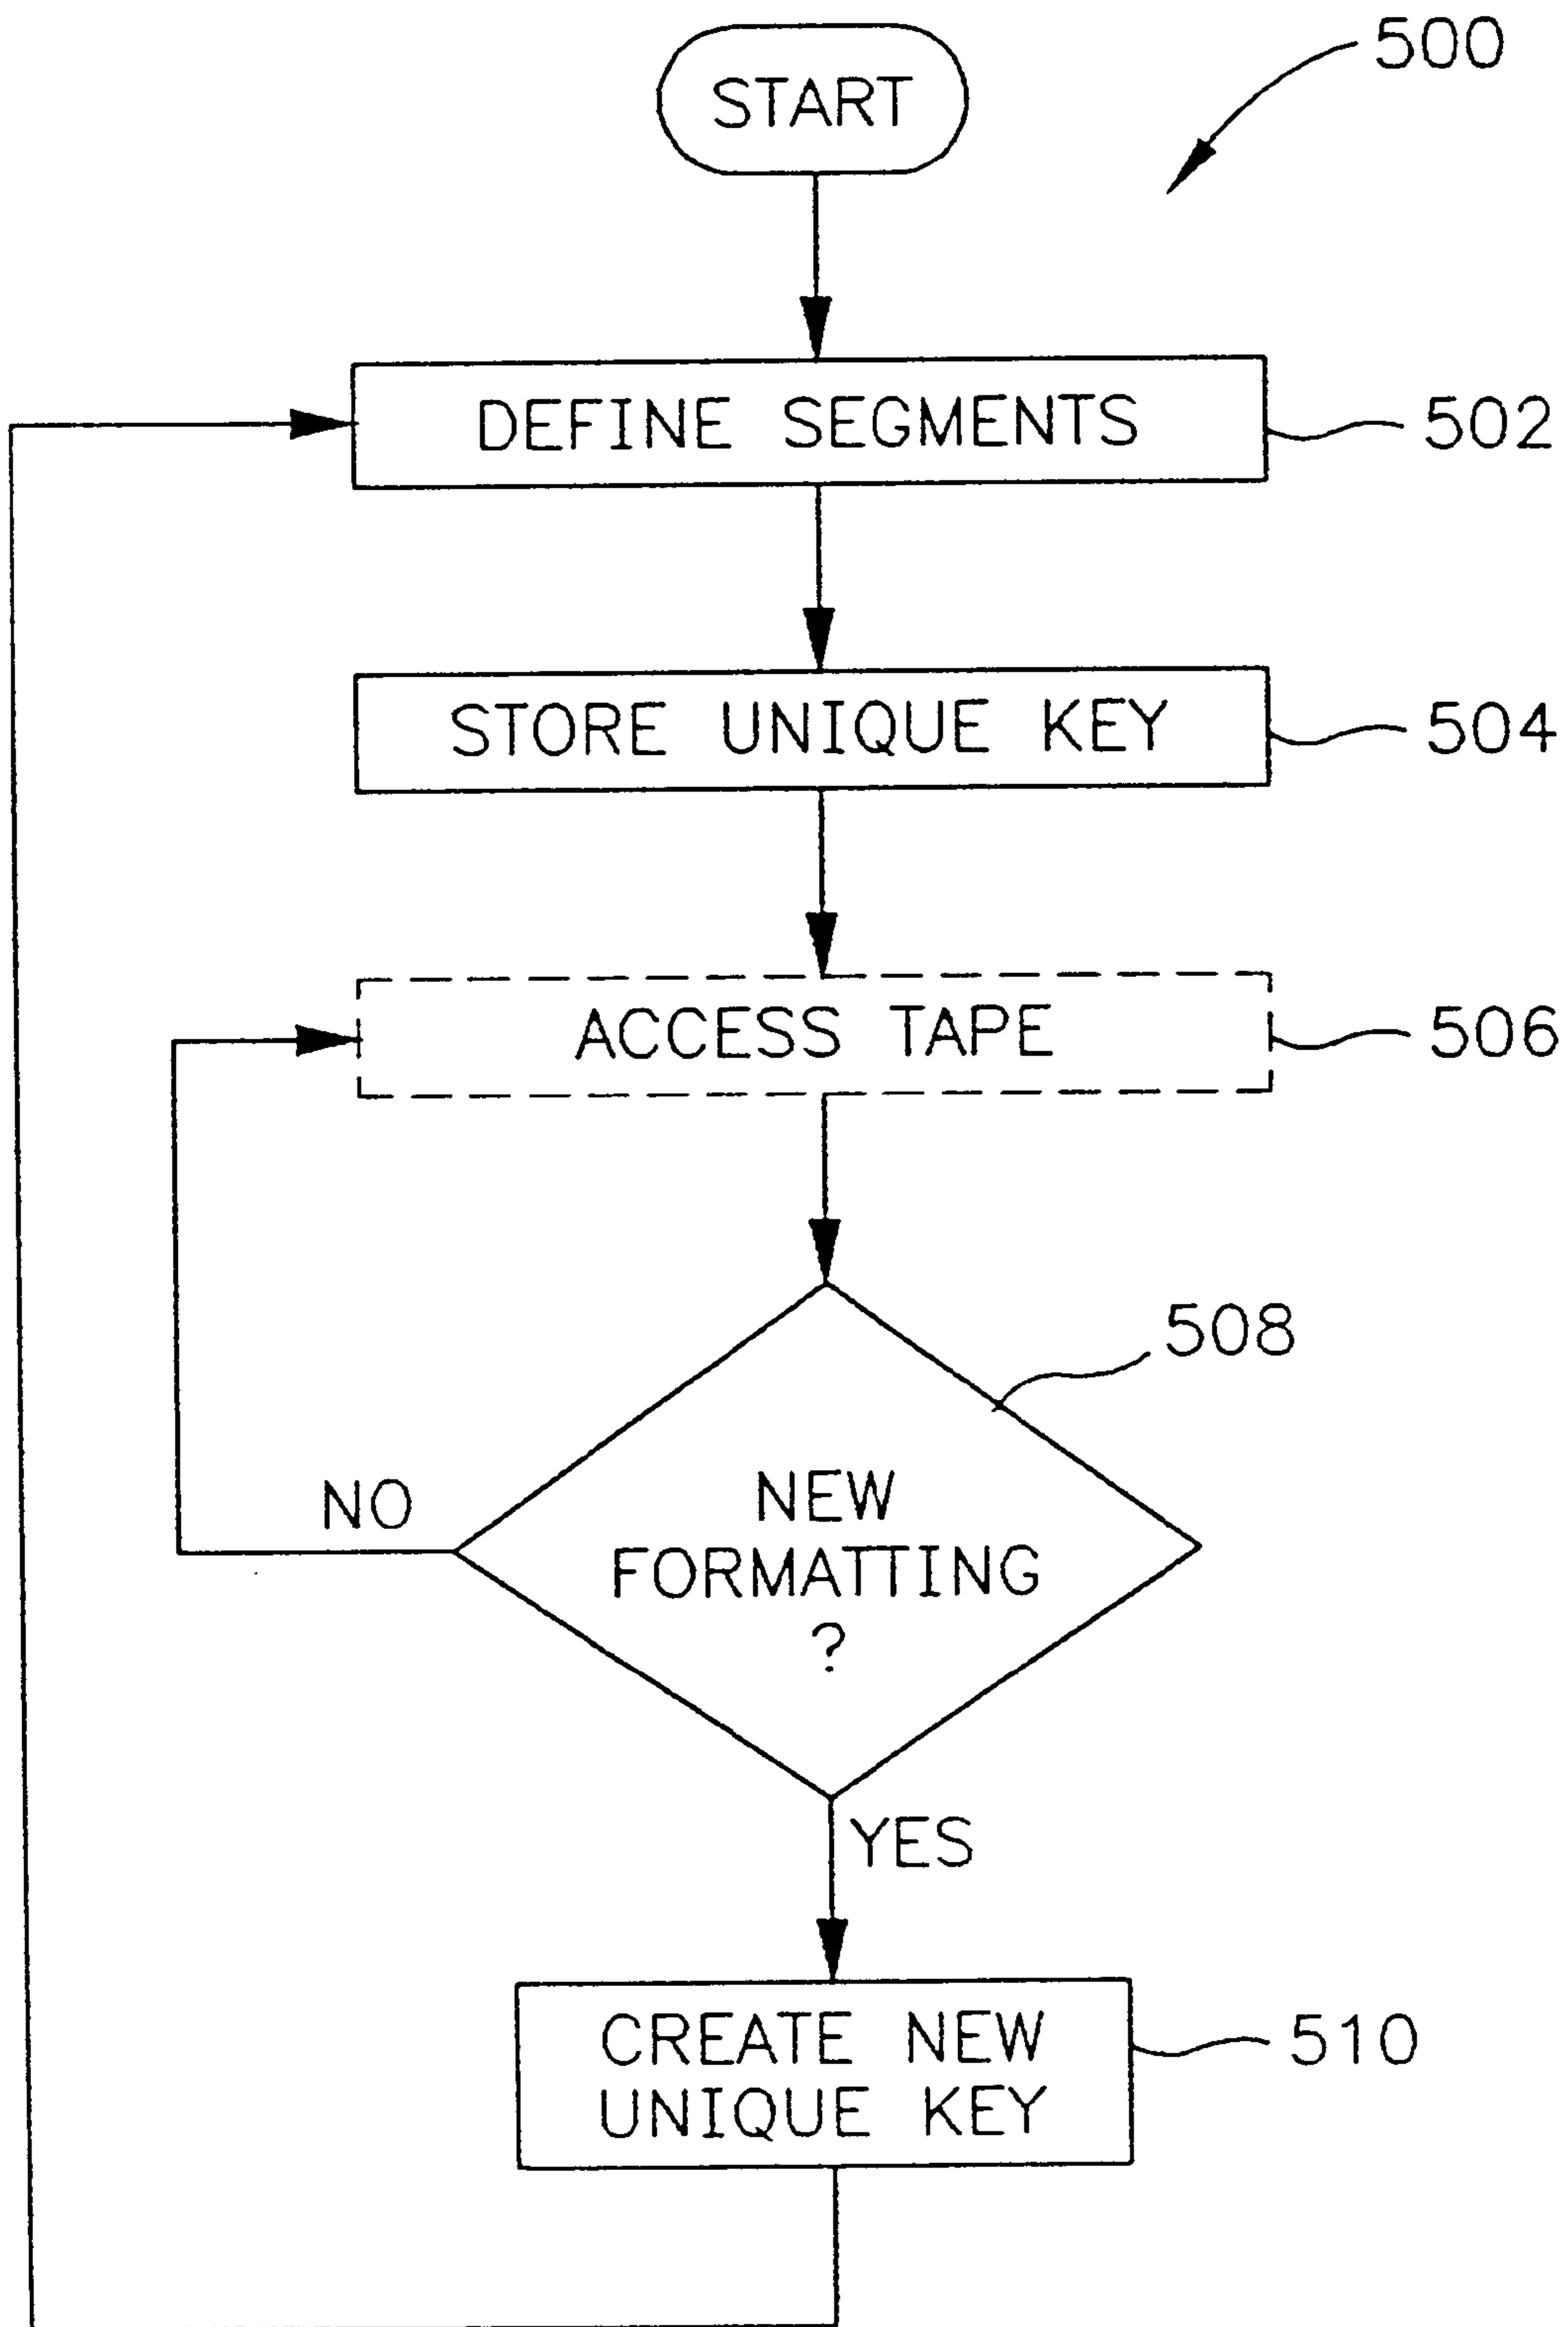 START
500
DEFINE SEGMENTS
502
STORE UNIQUE KEY
504
ACCESS TAPE
506
508
NEW
FORMATTING
?
NO
YES
CREATE NEW
UNIQUE KEY
510